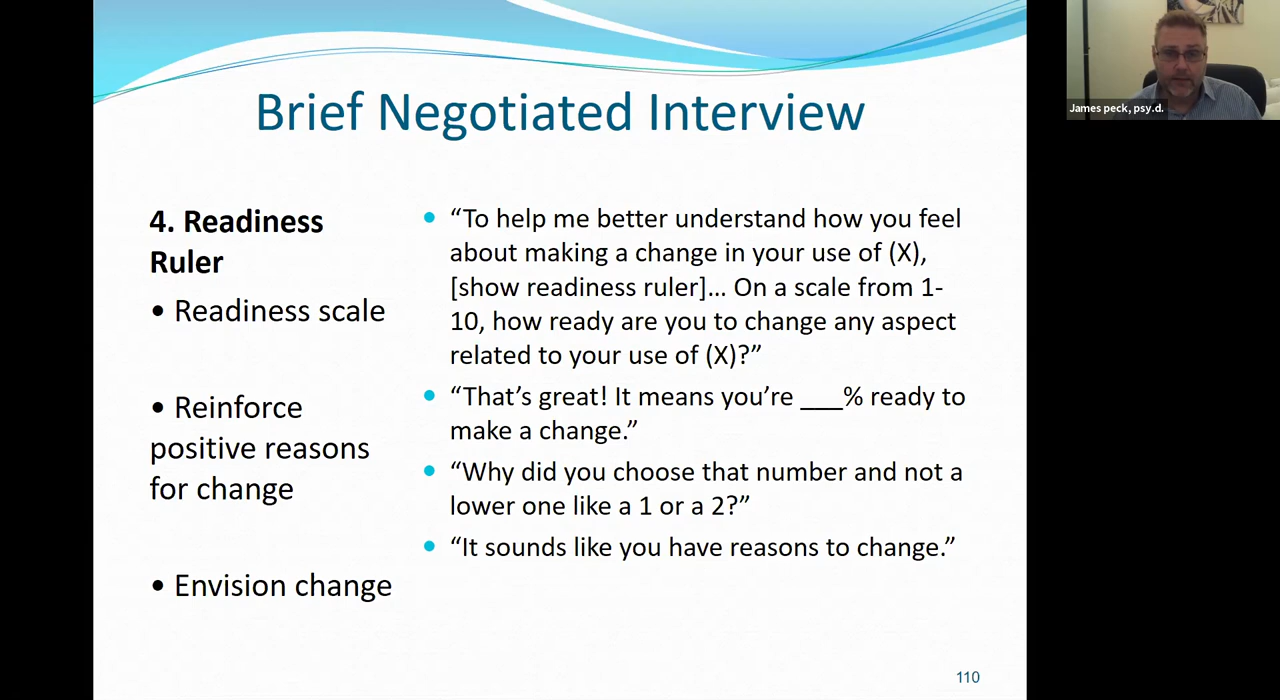 Brief Negotiated Interview
James peck, psy.d.
4. Readiness
Ruler
• Readiness scale
• Reinforce
positive reasons
for change
• Envision change
• “To help me better understand how you feel
about making a change in your use of (X),
[show readiness ruler]… On a scale from 1-
10, how ready are you to change any aspect
related to your use of (X)?”
• “That’s great! It means you’re ___% ready to
make a change.”
• “Why did you choose that number and not a
lower one like a 1 or a 2?”
• “It sounds like you have reasons to change.”
110